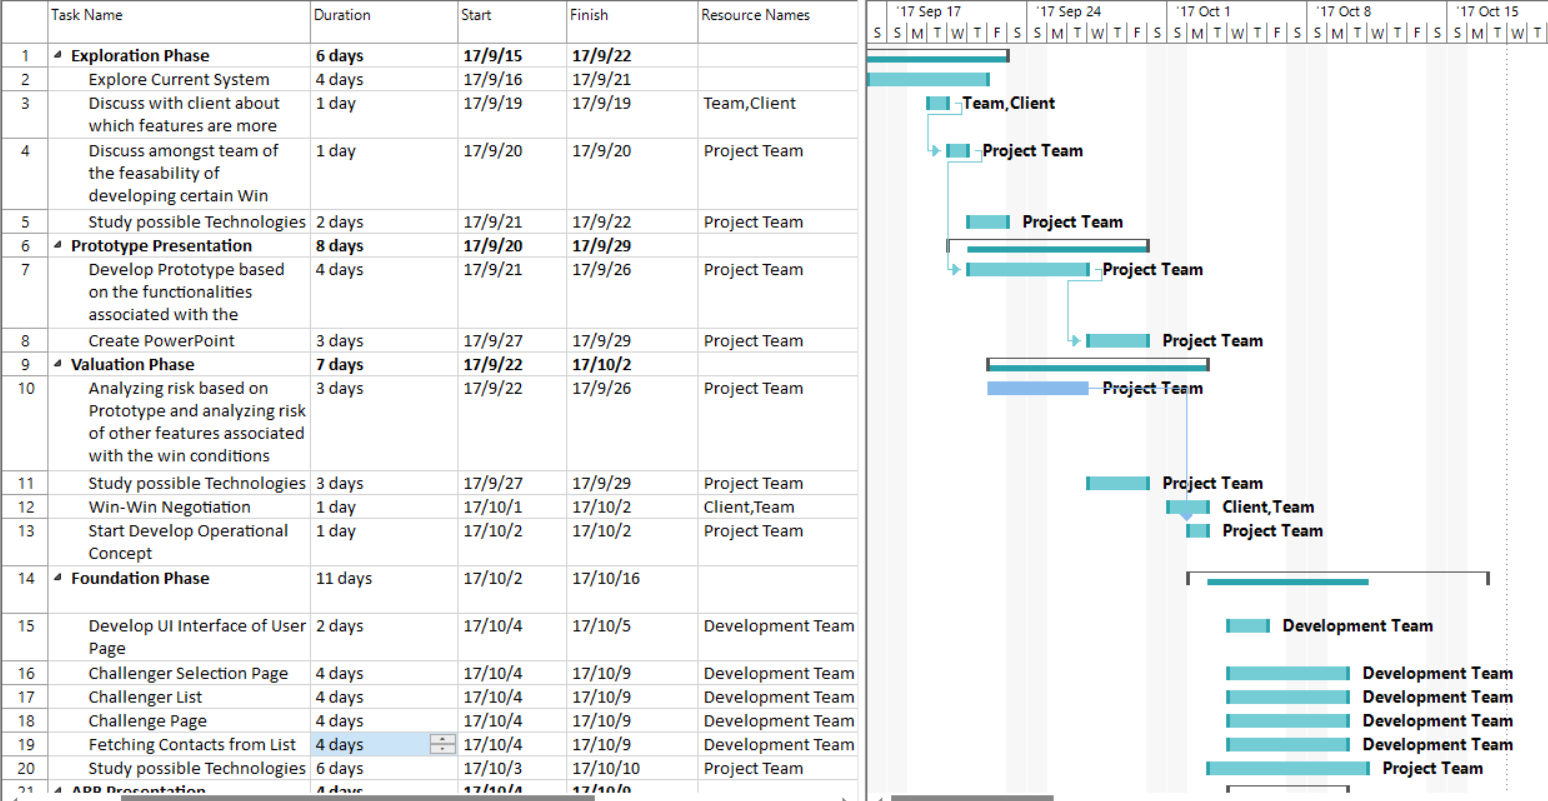 Task Name Duration Start Finish Resource Names '17 Sep 17 '17 Sep 24 '17 Oct 1 '17 Oct 8 '17 Oct 15
S S M T W T F S S M T W T F S S M T W T F S S M T W T F S S M T W T
1 Exploration Phase 6 days 17/9/15 17/9/22
2 Explore Current System 4 days 17/9/16 17/9/21
3 Discuss with client about 1 day 17/9/19 17/9/19 Team,Client Team,Client
which features are more
4 Discuss amongst team of 1 day 17/9/20 17/9/20 Project Team Project Team
the feasability of
developing certain Win
5 Study possible Technologies 2 days 17/9/21 17/9/22 Project Team Project Team
6 Prototype Presentation 8 days 17/9/20 17/9/29
7 Develop Prototype based 4 days 17/9/21 17/9/26 Project Team Project Team
on the functionalities
associated with the
8 Create PowerPoint 3 days 17/9/27 17/9/29 Project Team Project Team
9 Valuation Phase 7 days 17/9/22 17/10/2
10 Analyzing risk based on 3 days 17/9/22 17/9/26 Project Team Project Team
Prototype and analyzing risk
of other features associated
with the win conditions
11 Study possible Technologies 3 days 17/9/27 17/9/29 Project Team Project Team
12 Win-Win Negotiation 1 day 17/10/1 17/10/2 Client,Team Client,Team
13 Start Develop Operational 1 day 17/10/2 17/10/2 Project Team Project Team
Concept
14 Foundation Phase 11 days 17/10/2 17/10/16
15 Develop UI Interface of User 2 days 17/10/4 17/10/5 Development Team Development Team
Page
16 Challenger Selection Page 4 days 17/10/4 17/10/9 Development Team Development Team
17 Challenger List 4 days 17/10/4 17/10/9 Development Team Development Team
18 Challenge Page 4 days 17/10/4 17/10/9 Development Team Development Team
19 Fetching Contacts from List 4 days 17/10/4 17/10/9 Development Team Development Team
20 Study possible Technologies 6 days 17/10/3 17/10/10 Project Team Project Team
21 ARB Presentation 4 days 17/10/4 17/10/9